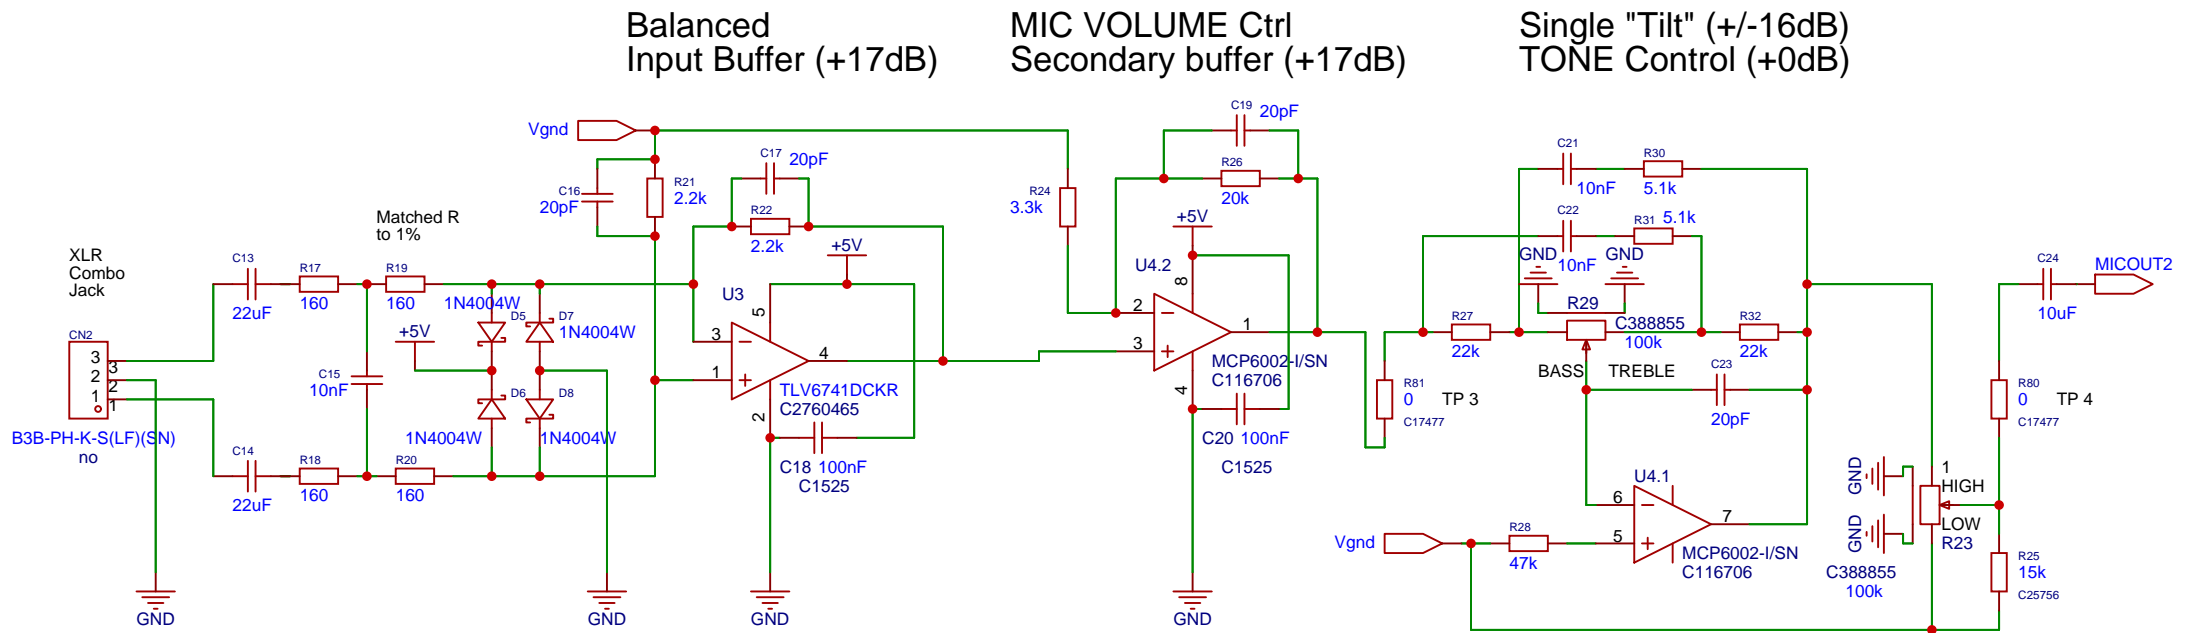 Balanced
Input Buffer (+17dB)
MIC VOLUME Ctrl
Secondary buffer (+17dB)
Single "Tilt" (+/-16dB)
TONE Control (+0dB)
Vgnd
C16
20pF
R21
2.2k
C17
20pF
R22
2.2k
+5V
U3
5
3
1
4
2
TLV6741DCKR
C2760465
C18
100nF
C1525
GND
XLR
Combo
Jack
CN2
3
2
1
3
2
1
B3B-PH-K-S(LF)(SN)
no
GND
C13
22uF
R17
160
Matched R
to 1%
R19
160
C15
10nF
C14
22uF
R18
160
R20
160
+5V
1N4004W
D5
D7
1N4004W
D6
1N4004W
D8
1N4004W
GND
R24
3.3k
C19
20pF
R26
20k
+5V
U4.2
8
2
3
1
4
MCP6002-I/SN
C116706
C20
100nF
C1525
GND
R81
0
C17477
TP 3
C21
10nF
R30
5.1k
C22
10nF
R31
5.1k
GND
GND
R27
22k
R29
C388855
100k
R32
22k
BASS
TREBLE
C23
20pF
U4.1
6
5
7
MCP6002-I/SN
C116706
Vgnd
R28
47k
GND
GND
1
HIGH
LOW
R23
C388855
100k
C24
10uF
MICOUT2
R80
0
C17477
TP 4
R25
15k
C25756